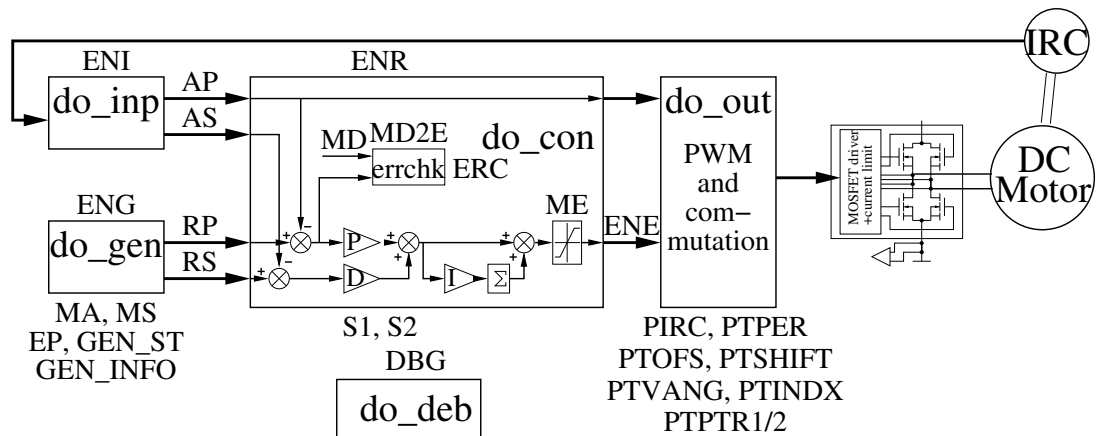 IRC
ENI
ENR
do_inp
AP
AS
do_con
MD
MD2E
errchk
ERC
do_out
PWM
and
com−
mutation
MOSFET driver
+current limit
DC
Motor
ENG
do_gen
RP
RS
+
−
+
−
P
D
+
+
I
Σ
+
+
ME
ENE
MA, MS
EP, GEN_ST
GEN_INFO
S1, S2
DBG
do_deb
PIRC, PTPER
PTOFS, PTSHIFT
PTVANG, PTINDX
PTPTR1/2